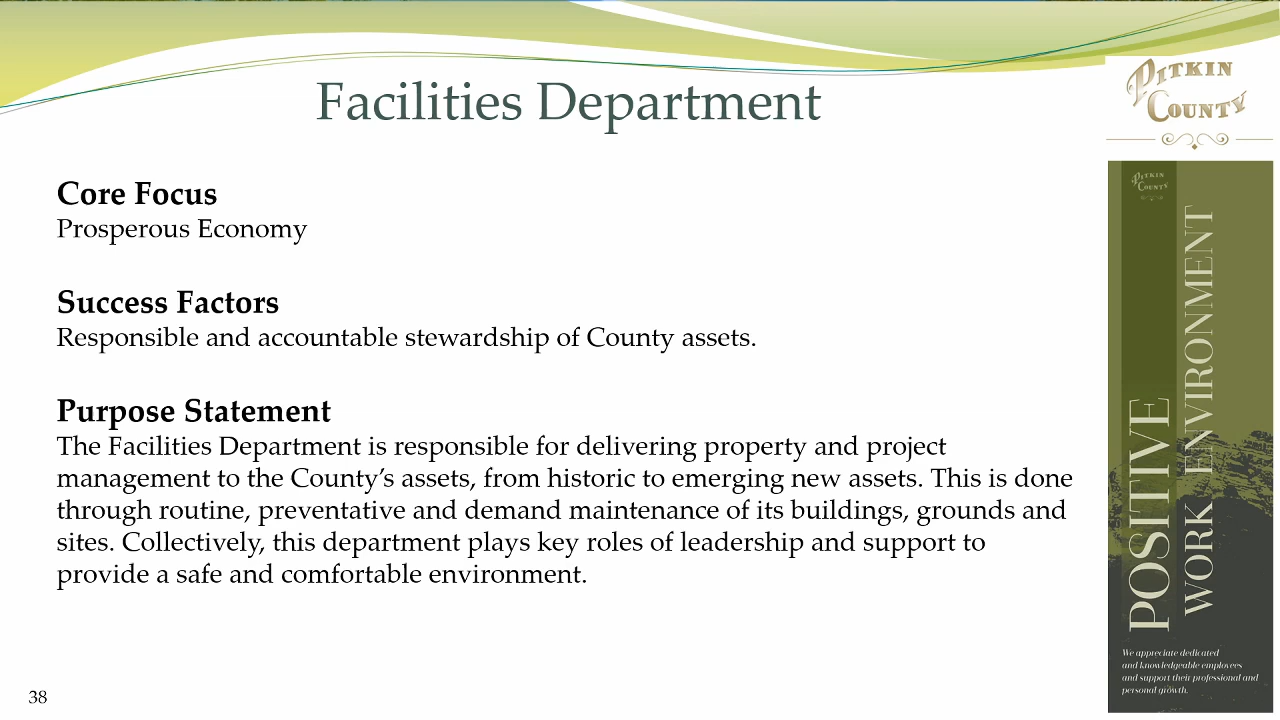 Facilities Department
PITKIN
COUNTY
Core Focus
Prosperous Economy
Success Factors
Responsible and accountable stewardship of County assets.
Purpose Statement
The Facilities Department is responsible for delivering property and project
management to the County’s assets, from historic to emerging new assets. This is done
through routine, preventative and demand maintenance of its buildings, grounds and
sites. Collectively, this department plays key roles of leadership and support to
provide a safe and comfortable environment.
38
PITKIN
COUNTY
POSITIVE
WORK ENVIRONMENT
We appreciate dedicated
and knowledgeable employees
and support their professional and
personal growth.